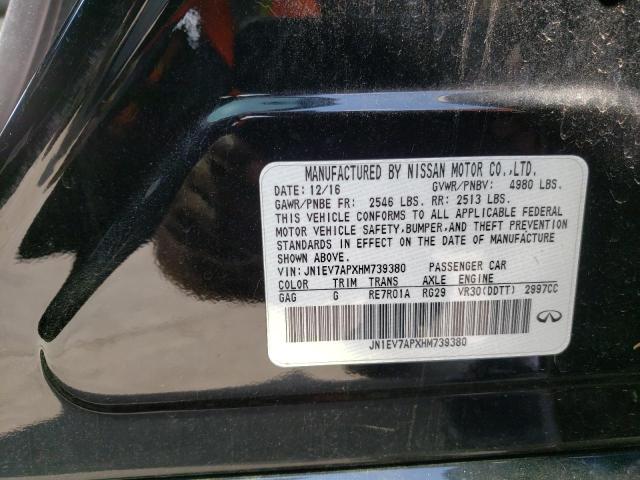 MANUFACTURED BY NISSAN MOTOR CO.,LTD.
DATE: 12/16 GVWR/PNBV: 4980 LBS.
GAWR/PNBE FR: 2546 LBS. RR: 2513 LBS.
THIS VEHICLE CONFORMS TO ALL APPLICABLE FEDERAL
MOTOR VEHICLE SAFETY,BUMPER,AND THEFT PREVENTION
STANDARDS IN EFFECT ON THE DATE OF MANUFACTURE
SHOWN ABOVE.
VIN: JN1EV7APXHM739380 PASSENGER CAR
COLOR TRIM TRANS AXLE ENGINE
GAG G RE7R01A RG29 VR30(DDTT) 2997CC
JN1EV7APXHM739380